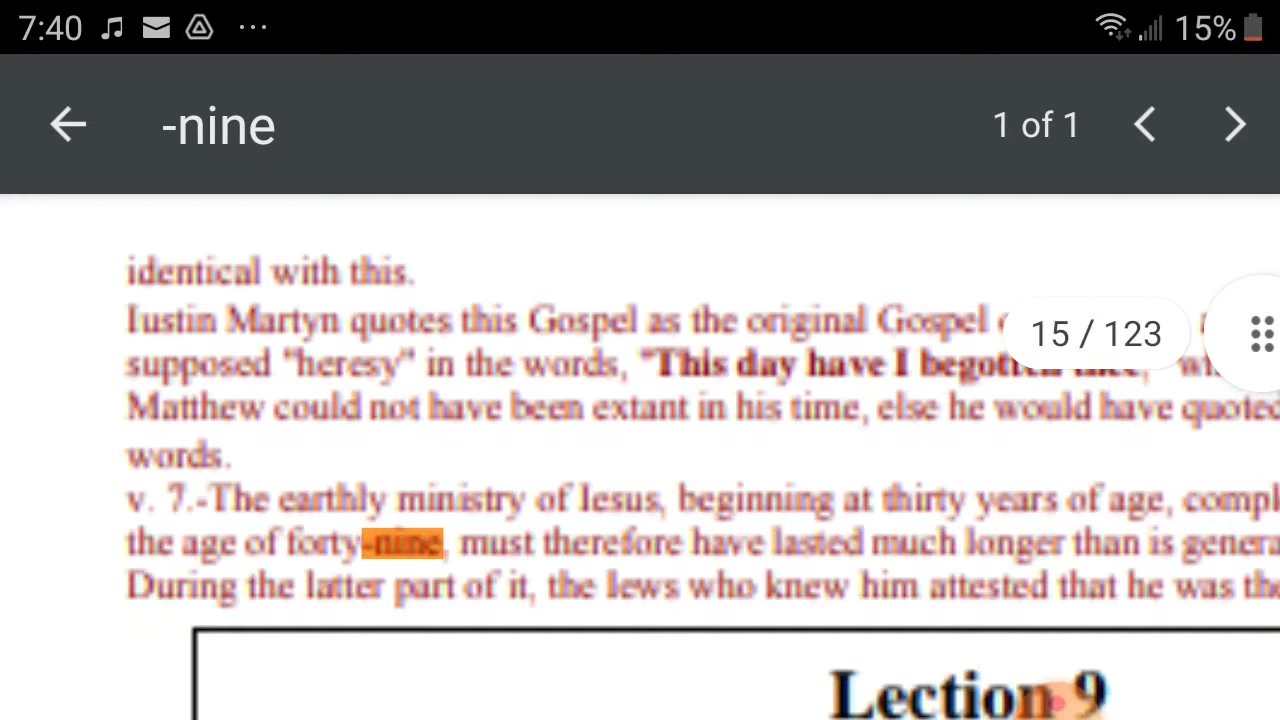 7:40 ... 15%
-nine 1 of 1
identical with this.
Iustin Martyn quotes this Gospel as the original Gospel
15 / 123
supposed "heresy" in the words, "This day have I begotten thee,"
Matthew could not have been extant in his time, else he would have quoted
words.
v. 7.-The earthly ministry of Iesus, beginning at thirty years of age, compl
the age of forty-nine, must therefore have lasted much longer than is genera
During the latter part of it, the Iews who knew him attested that he was the
Lection 9